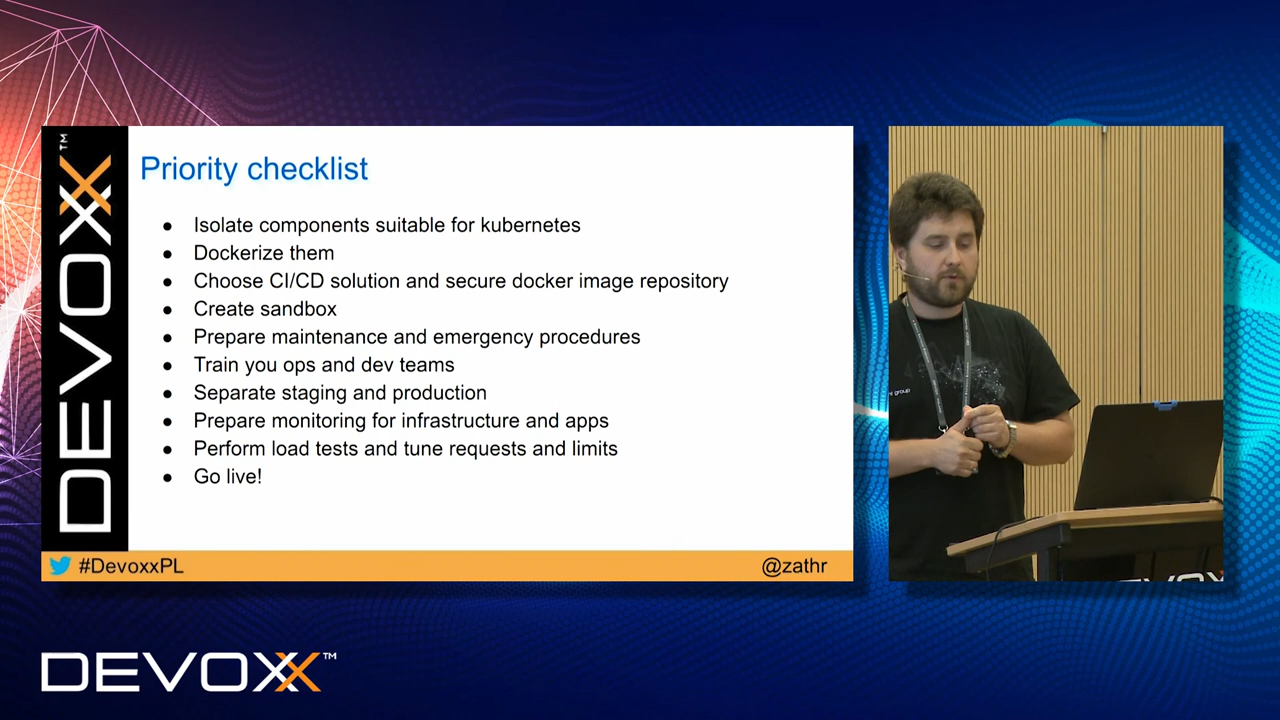 DEVOXX™
Priority checklist
● Isolate components suitable for kubernetes
● Dockerize them
● Choose CI/CD solution and secure docker image repository
● Create sandbox
● Prepare maintenance and emergency procedures
● Train you ops and dev teams
● Separate staging and production
● Prepare monitoring for infrastructure and apps
● Perform load tests and tune requests and limits
● Go live!
#DevoxxPL
@zathr
group
DEVOXX
DEVOXX™